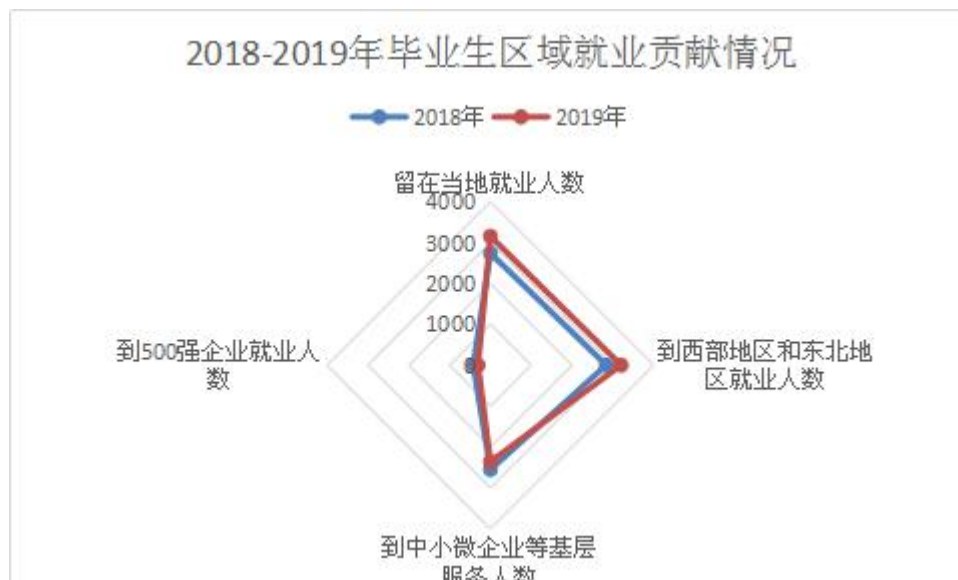 2018-2019年毕业生区域就业贡献情况
2018年 2019年
留在当地就业人数
4000
3000
2000
1000
0
到500强企业就业人
数
到西部地区和东北地
区就业人数
到中小微企业等基层
服务人数